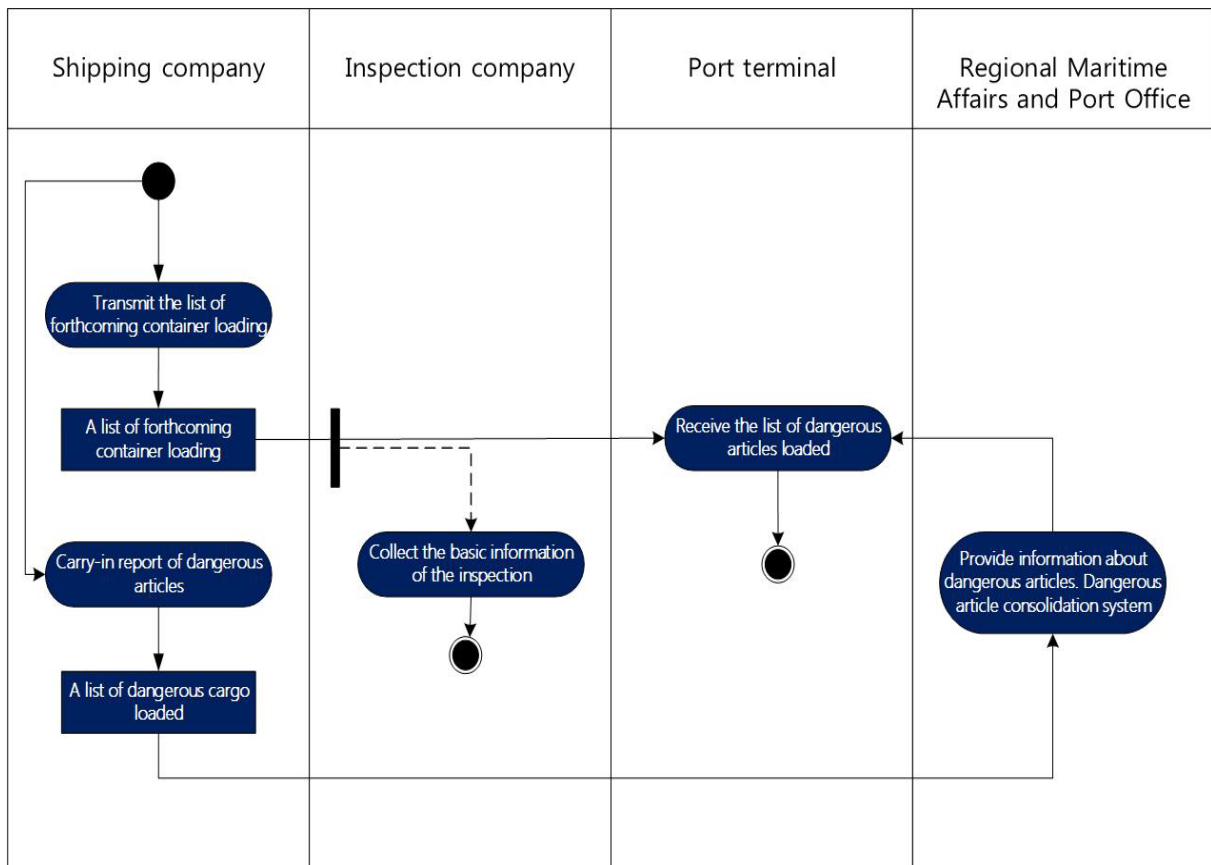 Shipping company
Inspection company
Port terminal
Regional Maritime
Affairs and Port Office
Transmit the list of
forthcoming container loading
A list of forthcoming
container loading
Receive the list of dangerous
articles loaded
Carry-in report of dangerous
articles
Collect the basic information
of the inspection
Provide information about
dangerous articles. Dangerous
article consolidation system
A list of dangerous cargo
loaded